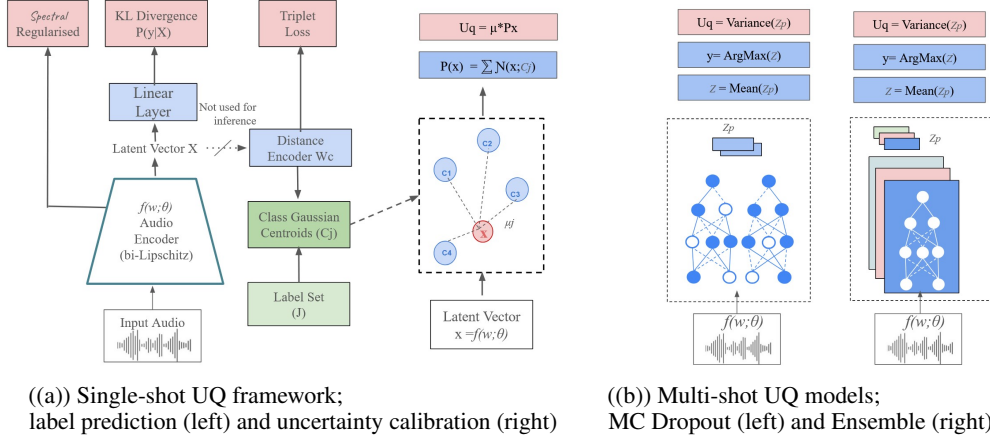 Spectral
Regularised
KL Divergence
P(y|X)
Triplet
Loss
Linear
Layer
Not used for
inference
Latent Vector X
Distance
Encoder Wc
f(w;θ)
Audio
Encoder
(bi-Lipschitz)
Class Gaussian
Centroids (Cj)
Label Set
(J)
Input Audio
Uq = μ*Px
P(x) = ∑ N(x;Cj)
C2
C1
C3
μj
X
C4
Latent Vector
x =f(w;θ)
((a)) Single-shot UQ framework;
label prediction (left) and uncertainty calibration (right)
Uq = Variance(Zp)
y= ArgMax(Z)
Z = Mean(Zp)
Zp
f(w;θ)
Uq = Variance(Zp)
y= ArgMax(Z)
Z = Mean(Zp)
Zp
f(w;θ)
((b)) Multi-shot UQ models;
MC Dropout (left) and Ensemble (right)